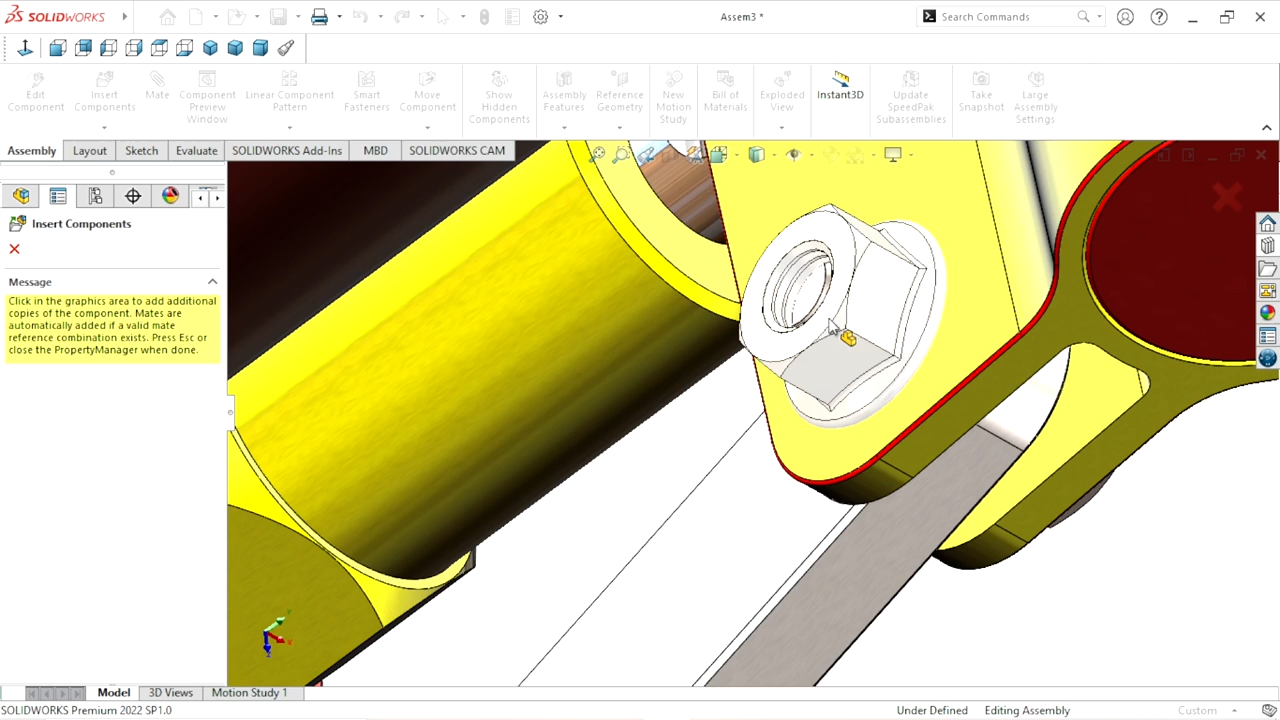 SOLIDWORKS
Assem3 *
Search Commands
Edit
Component
Insert
Components
Mate
Component
Preview
Window
Linear Component
Pattern
Smart
Fasteners
Move
Component
Show
Hidden
Components
Assembly
Features
Reference
Geometry
New
Motion
Study
Bill of
Materials
Exploded
View
Instant3D
Update
SpeedPak
Subassemblies
Take
Snapshot
Large
Assembly
Settings
Assembly
Layout
Sketch
Evaluate
SOLIDWORKS Add-Ins
MBD
SOLIDWORKS CAM
Insert Components
Message
Click in the graphics area to add additional
copies of the component. Mates are
automatically added if a valid mate
reference combination exists. Press Esc or
close the PropertyManager when done.
Model
3D Views
Motion Study 1
SOLIDWORKS Premium 2022 SP1.0
Under Defined
Editing Assembly
Custom